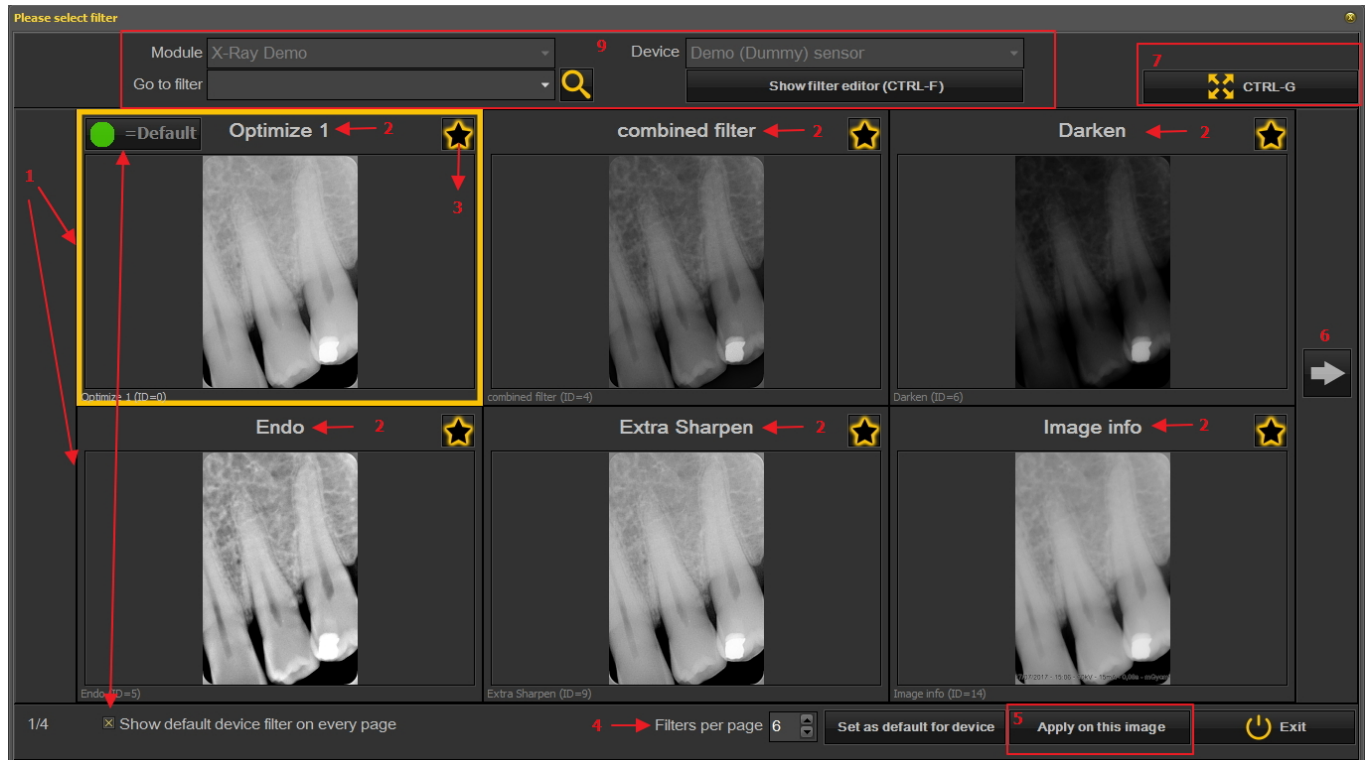 Please select filter
Module X-Ray Demo 9 Device Demo (Dummy) sensor
7
Go to filter Show filter editor (CTRL-F) CTRL-G
=Default Optimize 1 2 combined filter 2 Darken 2
1
3
6
Optimize 1 (ID=0) combined filter (ID=4) Darken (ID=6)
Endo 2 Extra Sharpen 2 Image info 2
Endo (ID=5) Extra Sharpen (ID=9) Image info (ID=14)
1/4 Show default device filter on every page 4 Filters per page 6 Set as default for device 5 Apply on this image Exit